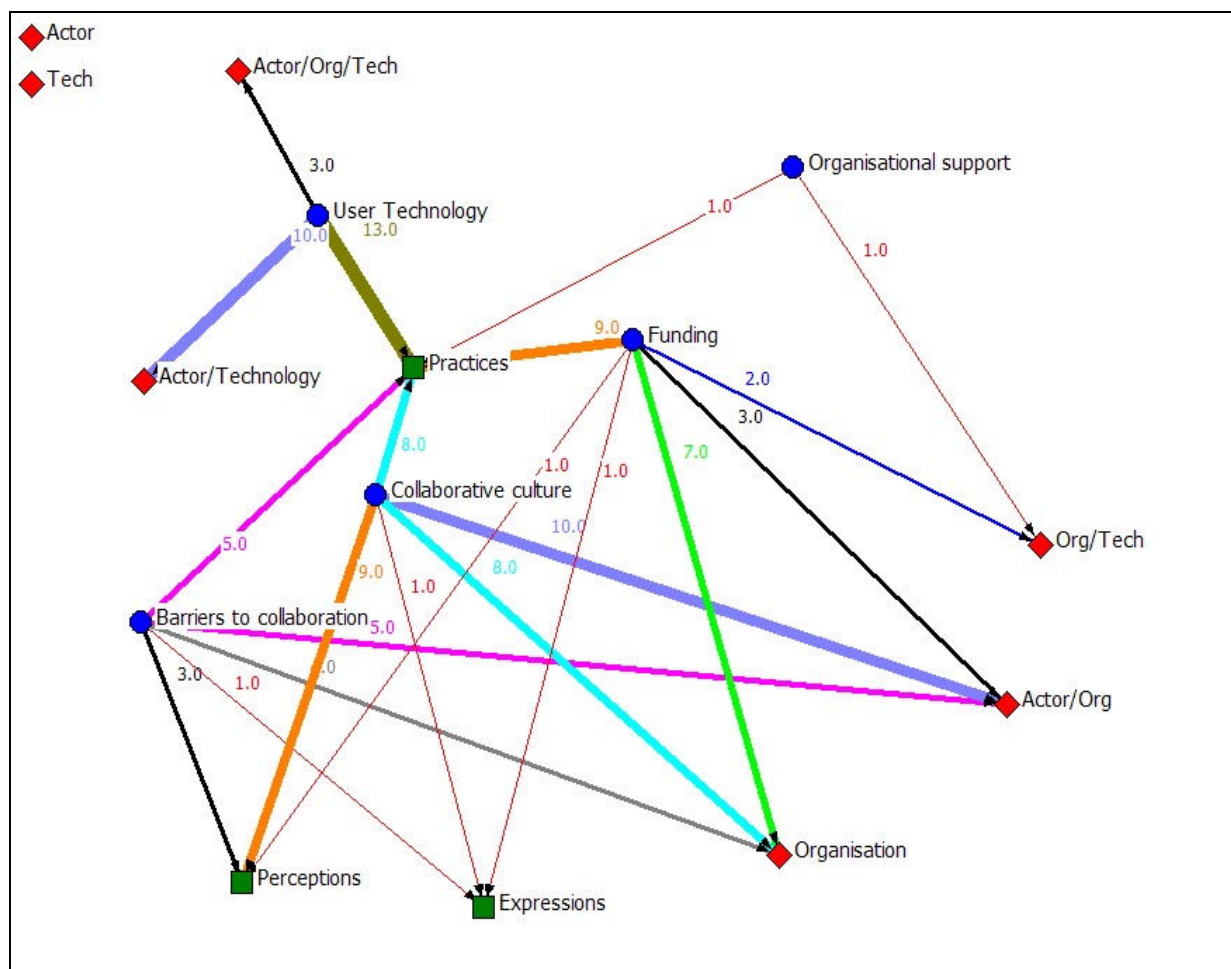 Actor
Tech
Actor/Org/Tech
3.0
Organisational support
User Technology
10.0
13.0
1.0
1.0
9.0
Funding
Practices
Actor/Technology
2.0
3.0
8.0
7.0
1.0
1.0
Collaborative culture
10.0
Org/Tech
5.0
9.0
8.0
1.0
Barriers to collaboration
5.0
3.0
1.0
Actor/Org
Organisation
Perceptions
Expressions